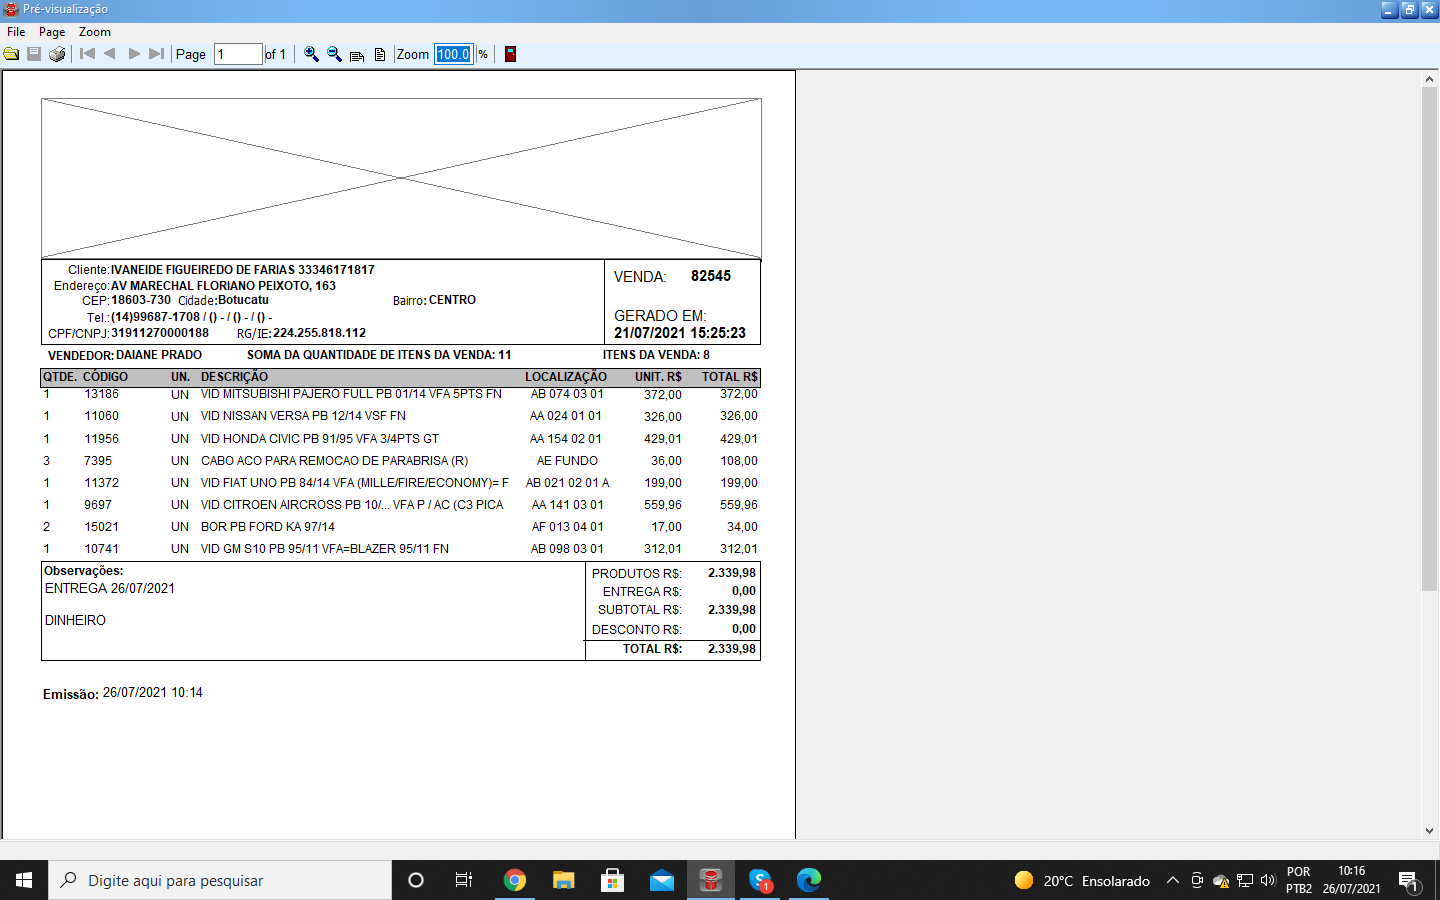 Pré-visualização
File Page Zoom
Page 1 of 1 Zoom 100.0 %
Cliente: IVANEIDE FIGUEIREDO DE FARIAS 33346171817
Endereço: AV MARECHAL FLORIANO PEIXOTO, 163
CEP: 18603-730 Cidade: Botucatu Bairro: CENTRO
Tel.: (14)99687-1708 / () - / () - / () -
CPF/CNPJ: 31911270000188 RG/IE: 224.255.818.112
VENDA: 82545
GERADO EM:
21/07/2021 15:25:23
VENDEDOR: DAIANE PRADO SOMA DA QUANTIDADE DE ITENS DA VENDA: 11 ITENS DA VENDA: 8
QTDE. CÓDIGO UN. DESCRIÇÃO LOCALIZAÇÃO UNIT. R$ TOTAL R$
1 13186 UN VID MITSUBISHI PAJERO FULL PB 01/14 VFA 5PTS FN AB 074 03 01 372,00 372,00
1 11060 UN VID NISSAN VERSA PB 12/14 VSF FN AA 024 01 01 326,00 326,00
1 11956 UN VID HONDA CIVIC PB 91/95 VFA 3/4PTS GT AA 154 02 01 429,01 429,01
3 7395 UN CABO ACO PARA REMOCAO DE PARABRISA (R) AE FUNDO 36,00 108,00
1 11372 UN VID FIAT UNO PB 84/14 VFA (MILLE/FIRE/ECONOMY)= F AB 021 02 01 A 199,00 199,00
1 9697 UN VID CITROEN AIRCROSS PB 10/... VFA P / AC (C3 PICA AA 141 03 01 559,96 559,96
2 15021 UN BOR PB FORD KA 97/14 AF 013 04 01 17,00 34,00
1 10741 UN VID GM S10 PB 95/11 VFA=BLAZER 95/11 FN AB 098 03 01 312,01 312,01
Observações:
ENTREGA 26/07/2021
DINHEIRO
PRODUTOS R$: 2.339,98
ENTREGA R$: 0,00
SUBTOTAL R$: 2.339,98
DESCONTO R$: 0,00
TOTAL R$: 2.339,98
Emissão: 26/07/2021 10:14
Digite aqui para pesquisar
1
20°C Ensolarado
POR
PTB2
10:16
26/07/2021
1